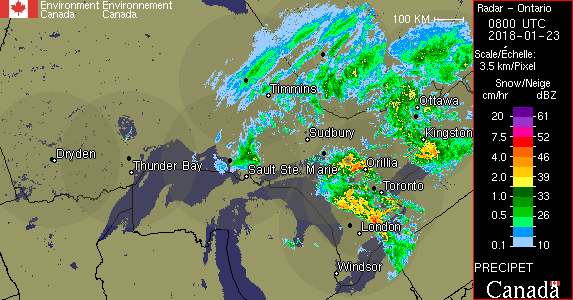 Environment Environnement
Canada Canada
100 KM
Timmins
Ottawa
Sudbury
Kingston
Dryden
Thunder Bay
Sault Ste. Marie
Orillia
Toronto
London
Windsor
Radar - Ontario
0800 UTC
2018-01-23
Scale/Échelle:
3.5 km/Pixel
Snow/Neige
cm/hr dBZ
20 61
7.5 57
5.5 52
4.0 46
2.0 39
1.0 33
0.5 26
0.1 10
PRECIPET
Canada